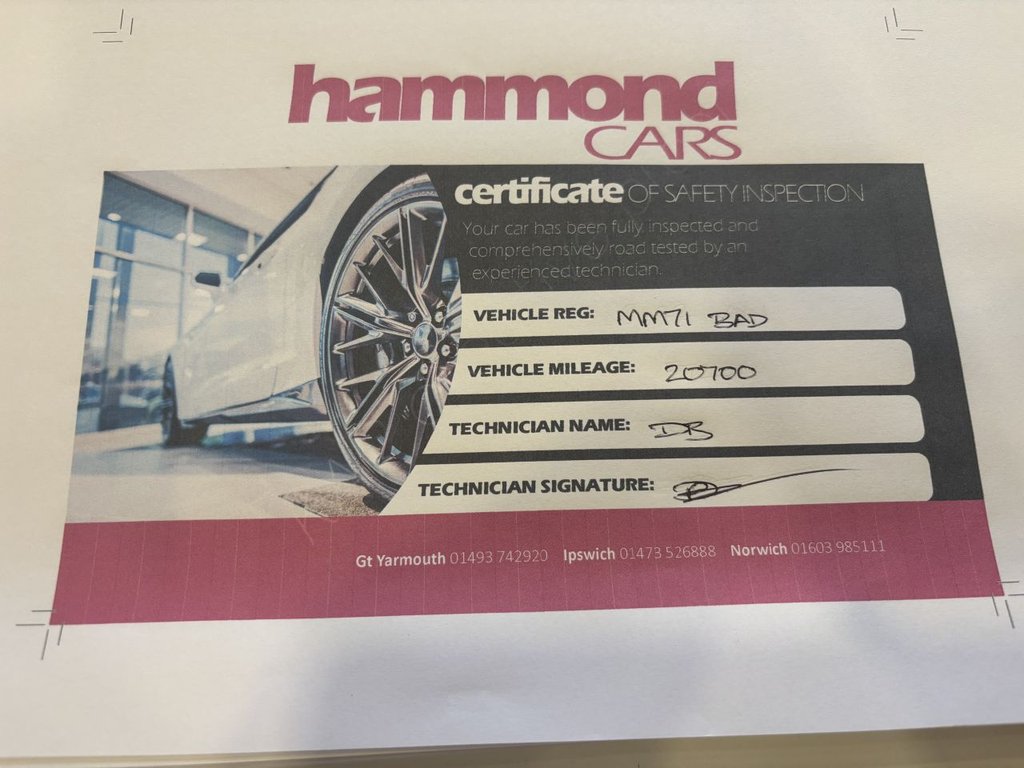 hammond
CARS
certificate OF SAFETY INSPECTION
Your car has been fully inspected and
comprehensively road tested by an
experienced technician.
VEHICLE REG: MM71 BAD
VEHICLE MILEAGE: 20700
TECHNICIAN NAME: DB
TECHNICIAN SIGNATURE:
Gt Yarmouth 01493 742920 Ipswich 01473 526888 Norwich 01603 985111